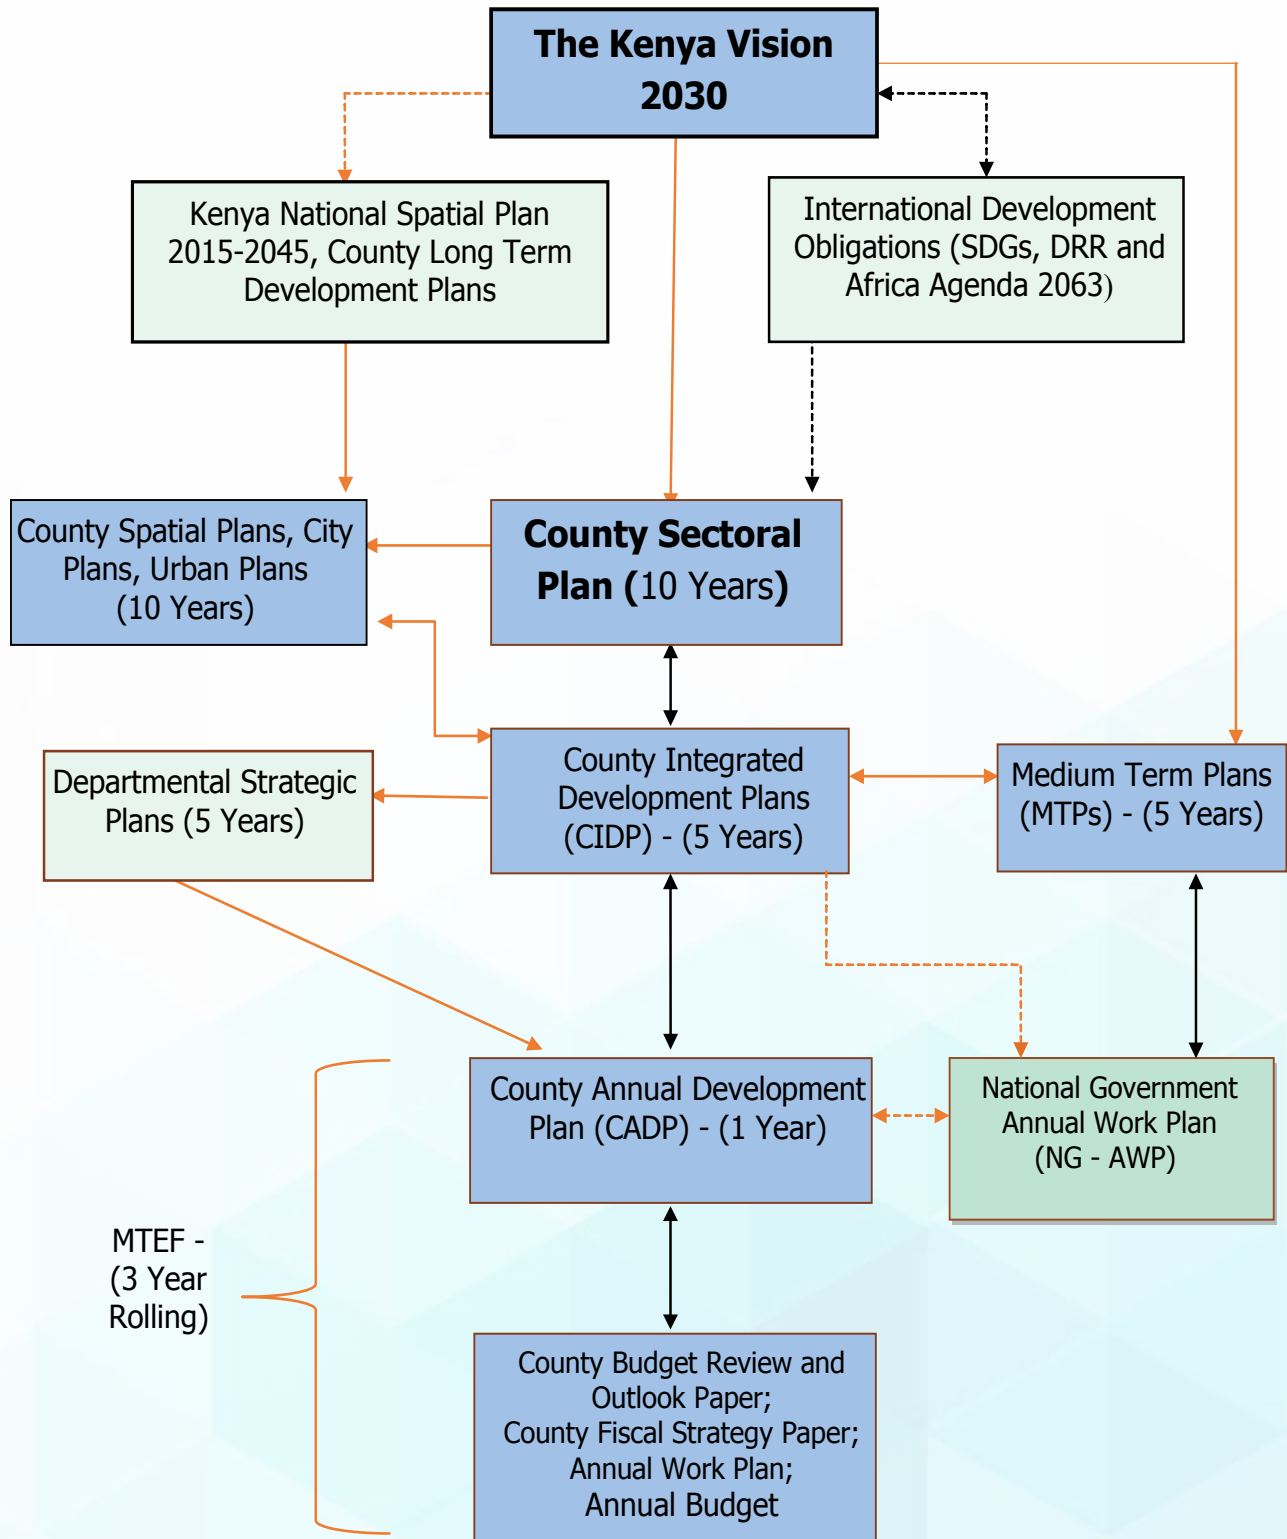 The Kenya Vision
2030
Kenya National Spatial Plan
2015-2045, County Long Term
Development Plans
International Development
Obligations (SDGs, DRR and
Africa Agenda 2063)
County Spatial Plans, City
Plans, Urban Plans
(10 Years)
County Sectoral
Plan (10 Years)
Departmental Strategic
Plans (5 Years)
County Integrated
Development Plans
(CIDP) - (5 Years)
Medium Term Plans
(MTPs) - (5 Years)
County Annual Development
Plan (CADP) - (1 Year)
National Government
Annual Work Plan
(NG - AWP)
MTEF -
(3 Year
Rolling)
County Budget Review and
Outlook Paper;
County Fiscal Strategy Paper;
Annual Work Plan;
Annual Budget